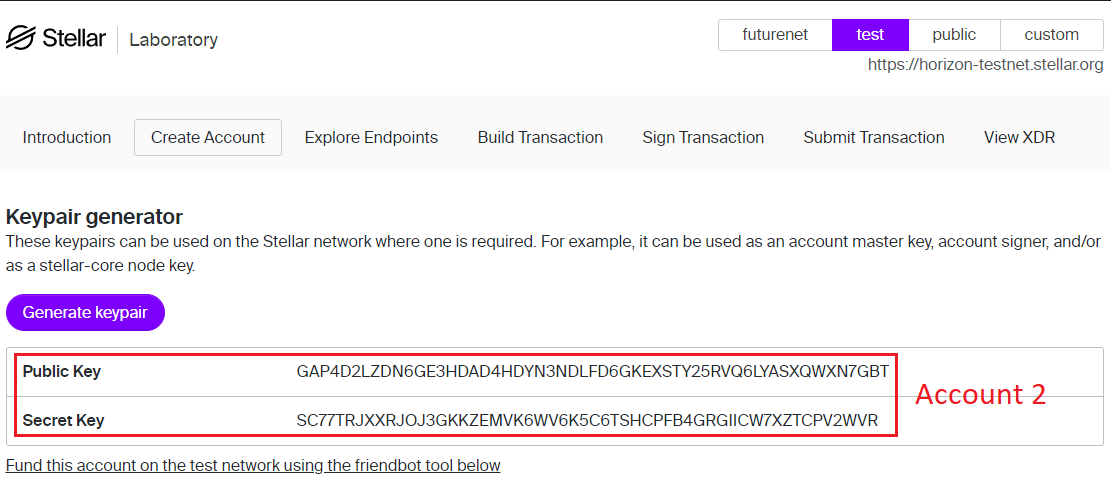 Stellar Laboratory
futurenet test public custom
https://horizon-testnet.stellar.org
Introduction Create Account Explore Endpoints Build Transaction Sign Transaction Submit Transaction View XDR
Keypair generator
These keypairs can be used on the Stellar network where one is required. For example, it can be used as an account master key, account signer, and/or
as a stellar-core node key.
Generate keypair
Public Key GAP4D2LZDN6GE3HDAD4HDYN3NDLFD6GKEXSTY25RVQ6LYASXQWXN7GBT
Account 2
Secret Key SC77TRJXXRJOJ3GKKZEMVK6WV6K5C6TSHCPFB4GRGIICW7XZTCPV2WVR
Fund this account on the test network using the friendbot tool below